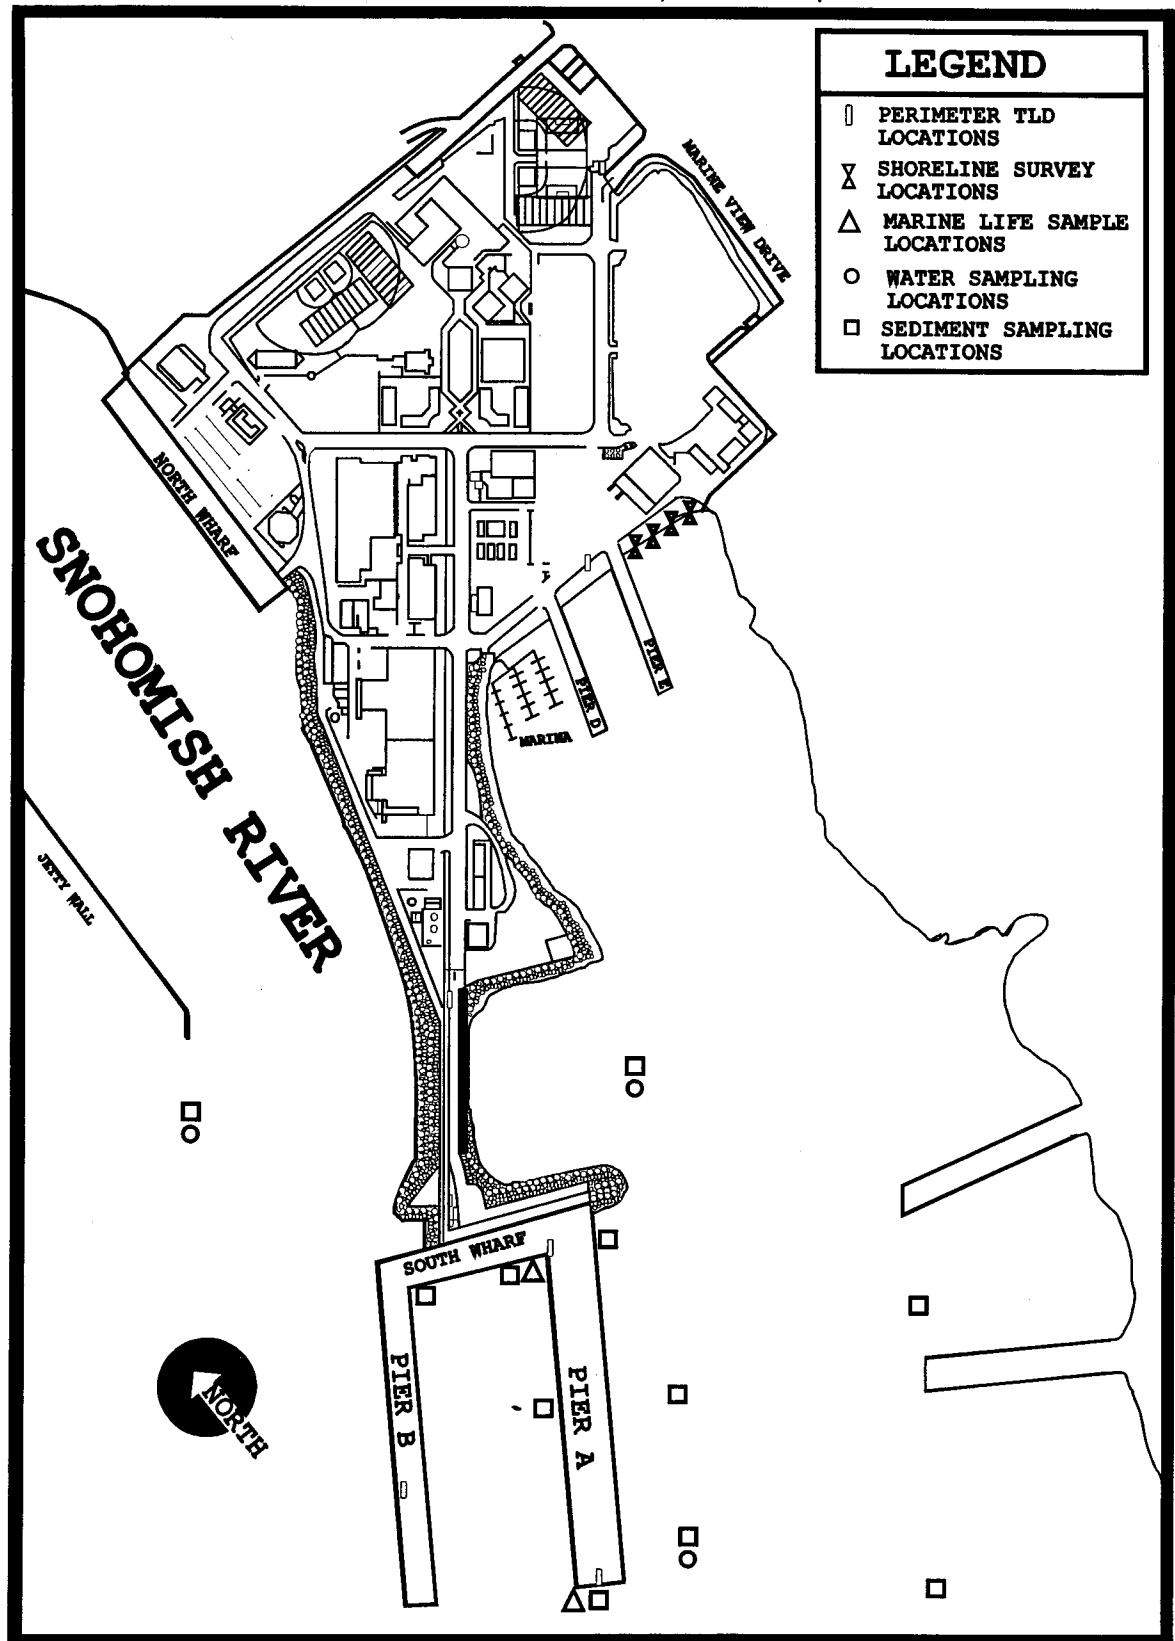 LEGEND
PERIMETER TLD
LOCATIONS
SHORELINE SURVEY
LOCATIONS
MARINE LIFE SAMPLE
LOCATIONS
WATER SAMPLING
LOCATIONS
SEDIMENT SAMPLING
LOCATIONS
MARINE VIEW DRIVE
NORTH WHARF
SNOHOMISH RIVER
PIER E
PIER D
MARINA
JETTY WALL
SOUTH WHARF
PIER B
PIER A
NORTH